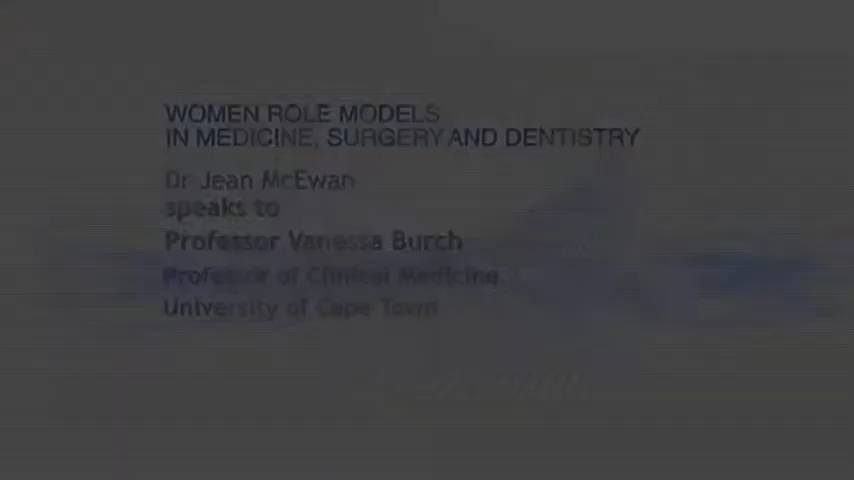 WOMEN ROLE MODELS
IN MEDICINE, SURGERY AND DENTISTRY
Dr Jean McEwan
speaks to
Professor Vanessa Burch
Professor of Clinical Medicine
University of Cape Town